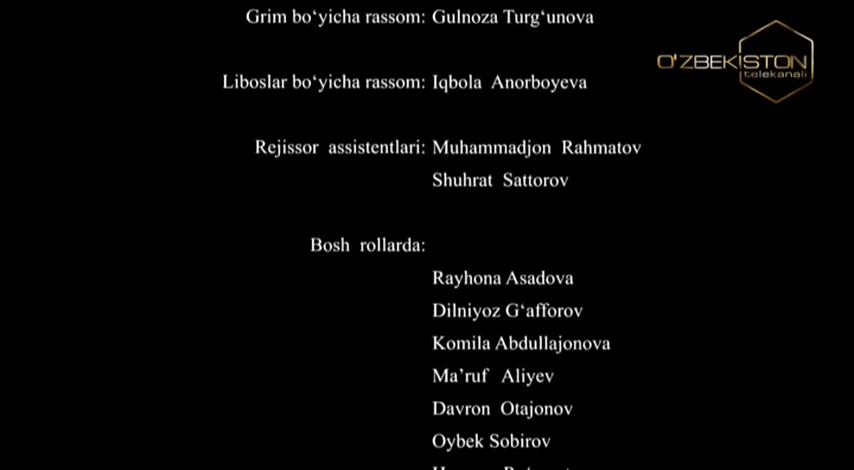 Grim bo‘yicha rassom: Gulnoza Turg‘unova
O'ZBEKISTON
telekanali
Liboslar bo‘yicha rassom: Iqbola Anorboyeva
Rejissor assistentlari: Muhammadjon Rahmatov
Shuhrat Sattorov
Bosh rollarda:
Rayhona Asadova
Dilniyoz G‘afforov
Komila Abdullajonova
Ma’ruf Aliyev
Davron Otajonov
Oybek Sobirov